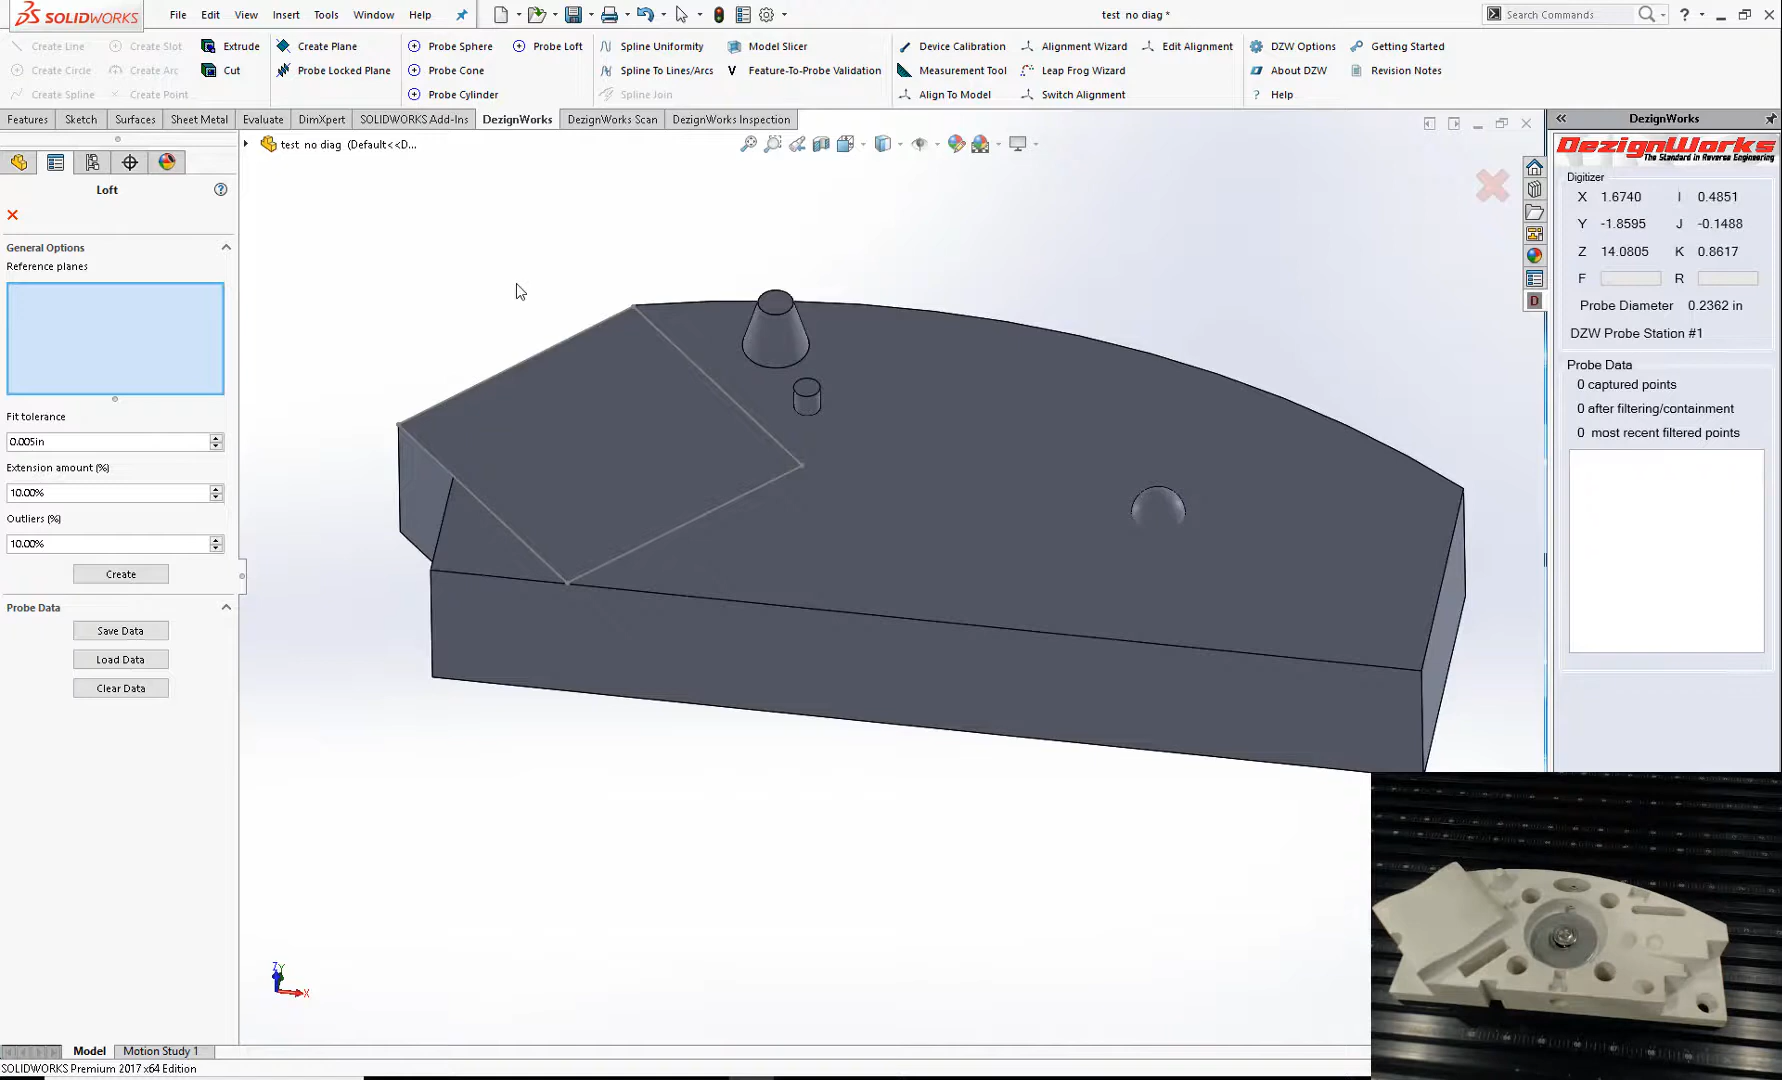 SOLIDWORKS
File Edit View Insert Tools Window Help
test no diag *
Search Commands
?
Create Line Create Slot Extrude Create Plane Probe Sphere Probe Loft Spline Uniformity Model Slicer Device Calibration Alignment Wizard Edit Alignment DZW Options Getting Started
Create Circle Create Arc Cut Probe Locked Plane Probe Cone Spline To Lines/Arcs Feature-To-Probe Validation Measurement Tool Leap Frog Wizard About DZW Revision Notes
Create Spline Create Point Probe Cylinder Spline Join Align To Model Switch Alignment ? Help
Features Sketch Surfaces Sheet Metal Evaluate DimXpert SOLIDWORKS Add-Ins DezignWorks DezignWorks Scan DezignWorks Inspection
test no diag (Default<<D...
Loft
General Options
Reference planes
Fit tolerance
0.005in
Extension amount (%)
10.00%
Outliers (%)
10.00%
Create
Probe Data
Save Data
Load Data
Clear Data
DezignWorks
DezignWorks
The Standard in Reverse Engineering
Digitizer
X 1.6740 I 0.4851
Y -1.8595 J -0.1488
Z 14.0805 K 0.8617
F R
Probe Diameter 0.2362 in
DZW Probe Station #1
Probe Data
0 captured points
0 after filtering/containment
0 most recent filtered points
D
Z Y
X
Model Motion Study 1
SOLIDWORKS Premium 2017 x64 Edition